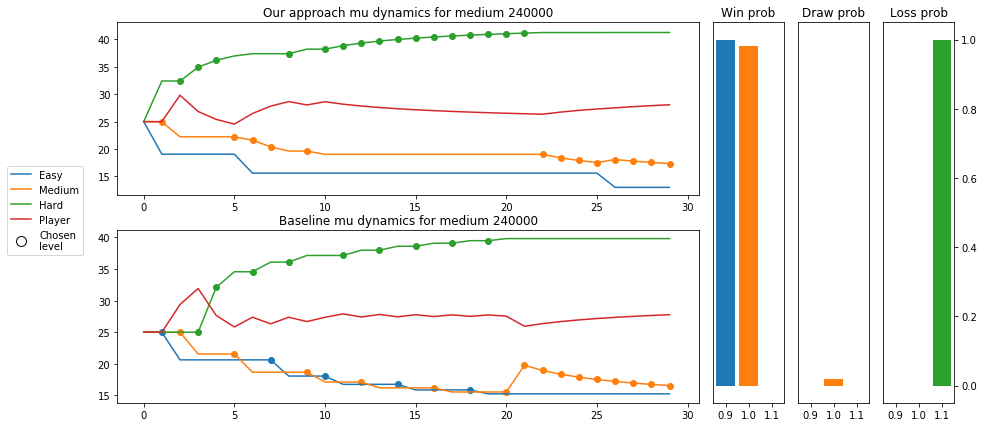 Our approach mu dynamics for medium 240000
40
35
30
25
20
15
0
5
10
15
20
25
30
Easy
Medium
Hard
Player
Chosen
level
Baseline mu dynamics for medium 240000
40
35
30
25
20
15
0
5
10
15
20
25
30
Win prob
0.9 1.0 1.1
Draw prob
0.9 1.0 1.1
Loss prob
0.9 1.0 1.1
1.0
0.8
0.6
0.4
0.2
0.0